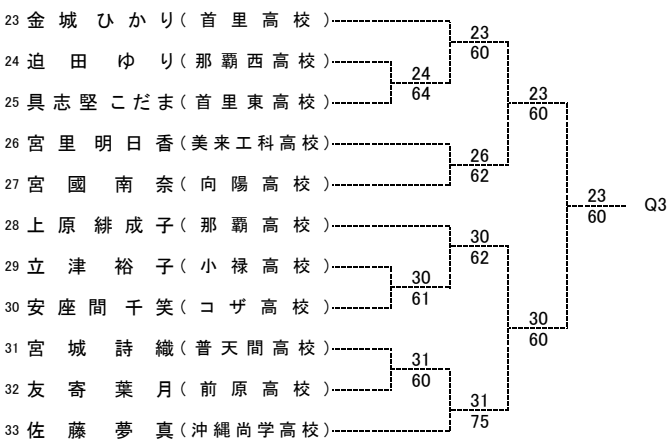 23 金城ひかり(首里高校)
23
60
24 迫田ゆり(那覇西高校)
24
64
25 具志堅こだま(首里東高校)
23
60
26 宮里明日香(美来工科高校)
26
62
27 宮國南奈(向陽高校)
23
60
Q3
28 上原緋成子(那覇高校)
30
62
29 立津裕子(小禄高校)
30
61
30 安座間千笑(コザ高校)
30
60
31 宮城詩織(普天間高校)
31
60
32 友寄葉月(前原高校)
31
75
33 佐藤夢真(沖縄尚学高校)